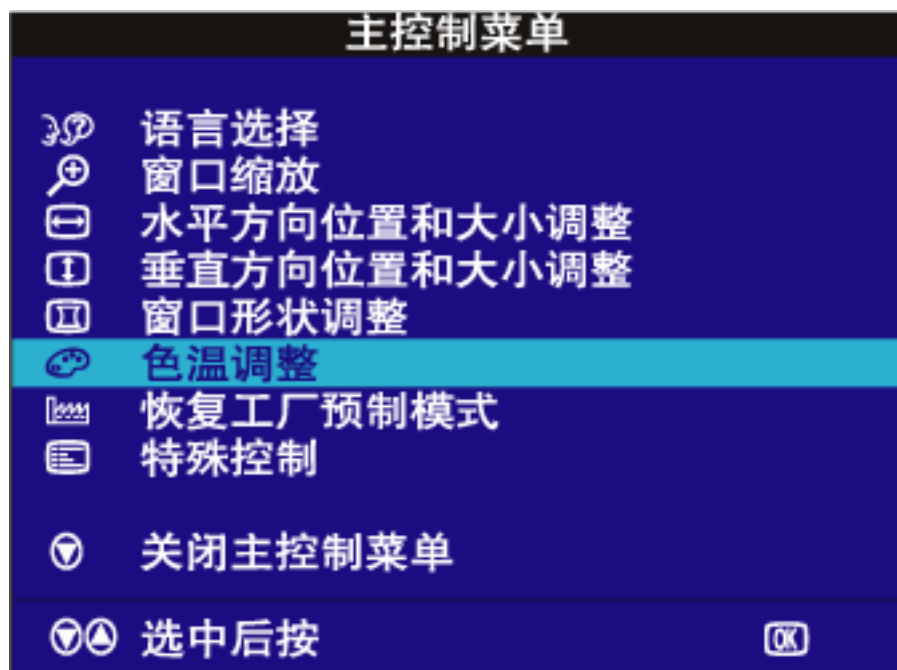 主控制菜单
语言选择
窗口缩放
水平方向位置和大小调整
垂直方向位置和大小调整
窗口形状调整
色温调整
恢复工厂预制模式
特殊控制
关闭主控制菜单
选中后按 OK